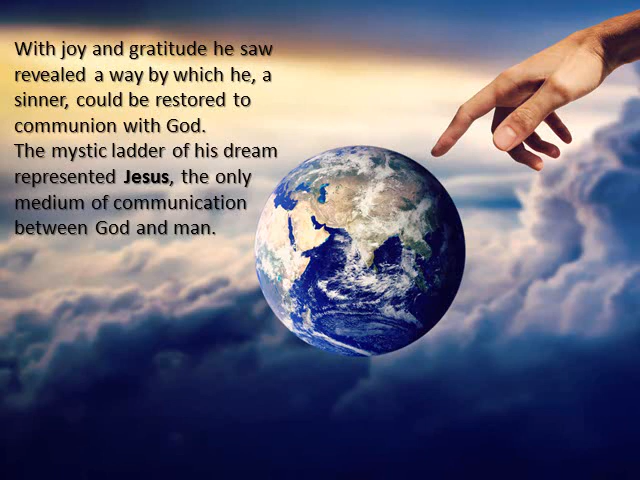 With joy and gratitude he saw
revealed a way by which he, a
sinner, could be restored to
communion with God.
The mystic ladder of his dream
represented Jesus, the only
medium of communication
between God and man.